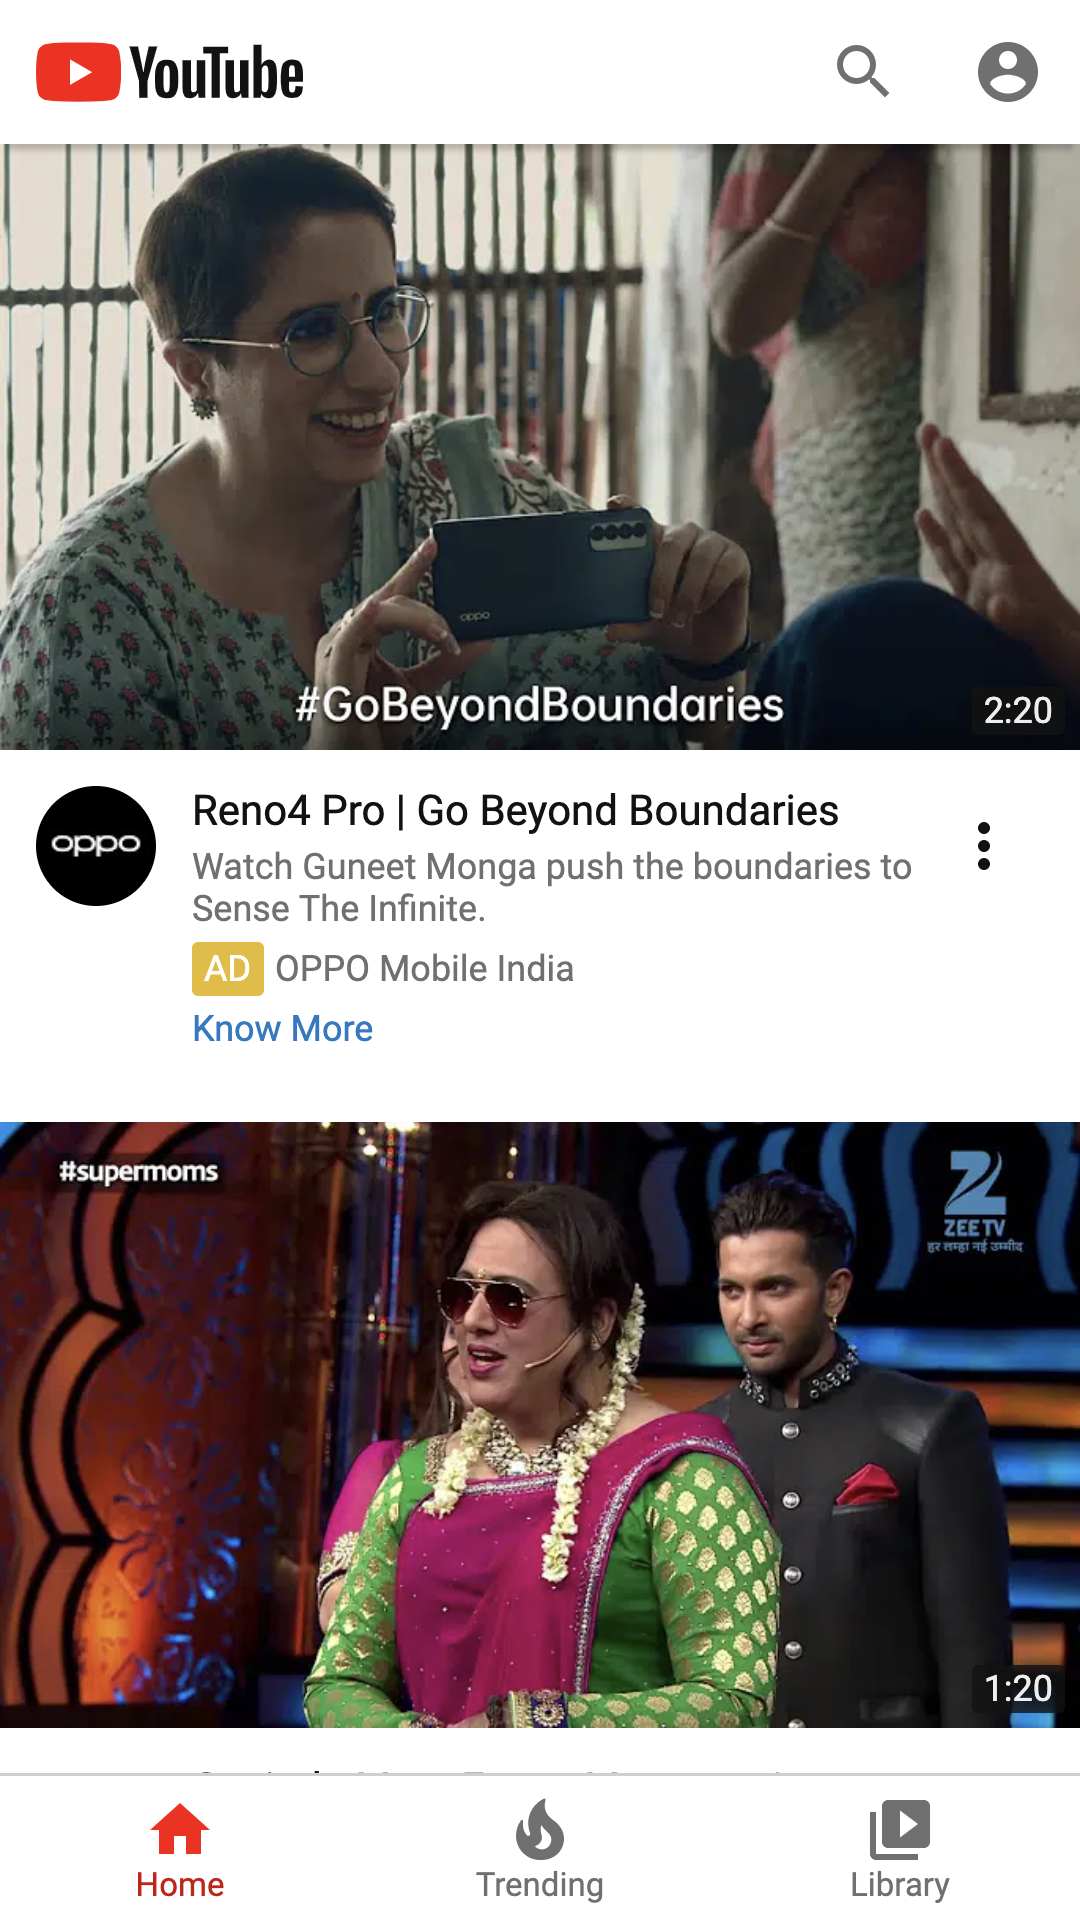 YouTube
oppo
#GoBeyondBoundaries
2:20
oppo
Reno4 Pro | Go Beyond Boundaries
Watch Guneet Monga push the boundaries to
Sense The Infinite.
AD OPPO Mobile India
Know More
#supermoms
ZEE TV
हर लम्हा नई उम्मीद
1:20
Home
Trending
Library